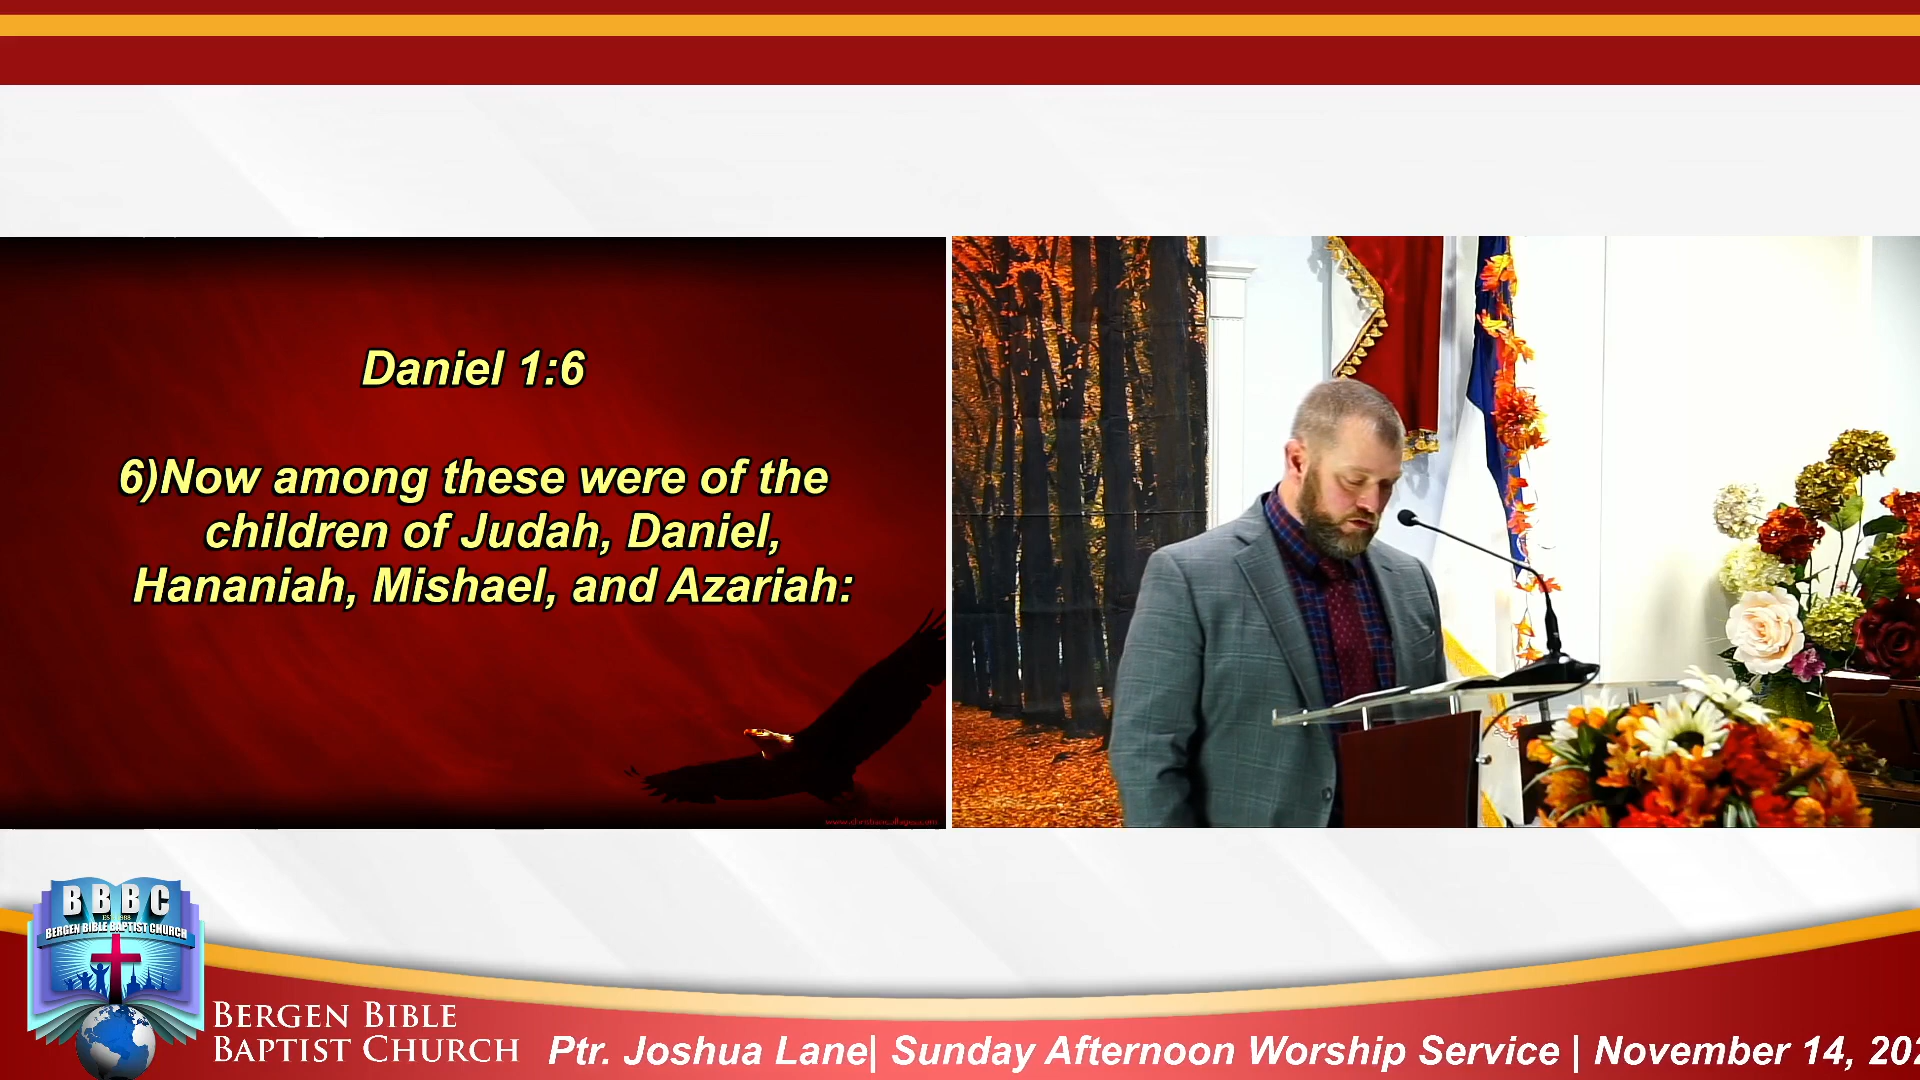 Daniel 1:6
6)Now among these were of the
children of Judah, Daniel,
Hananiah, Mishael, and Azariah:
BBBC
BERGEN BIBLE BAPTIST CHURCH
BERGEN BIBLE
BAPTIST CHURCH
Ptr. Joshua Lane| Sunday Afternoon Worship Service | November 14, 202